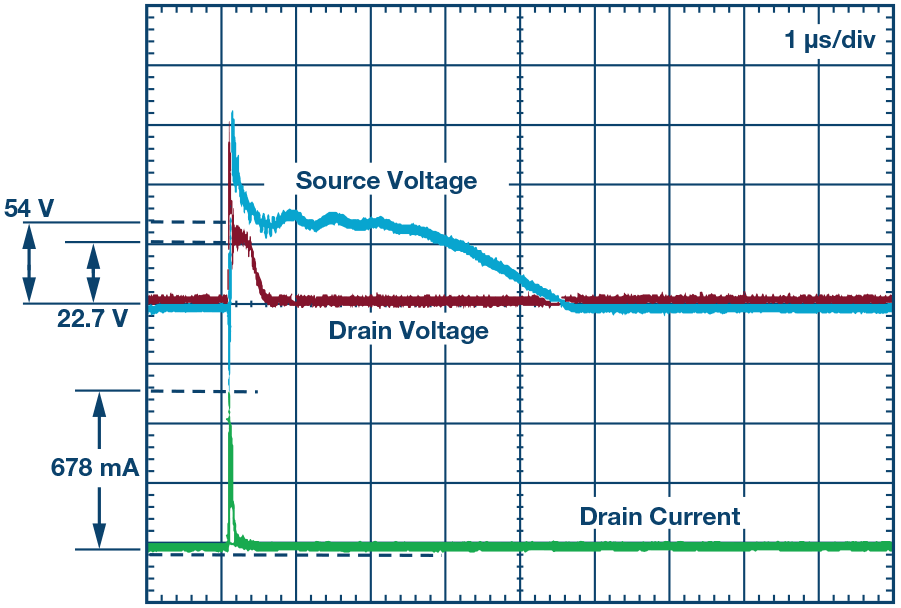 1 µs/div
Source Voltage
54 V
22.7 V
Drain Voltage
678 mA
Drain Current